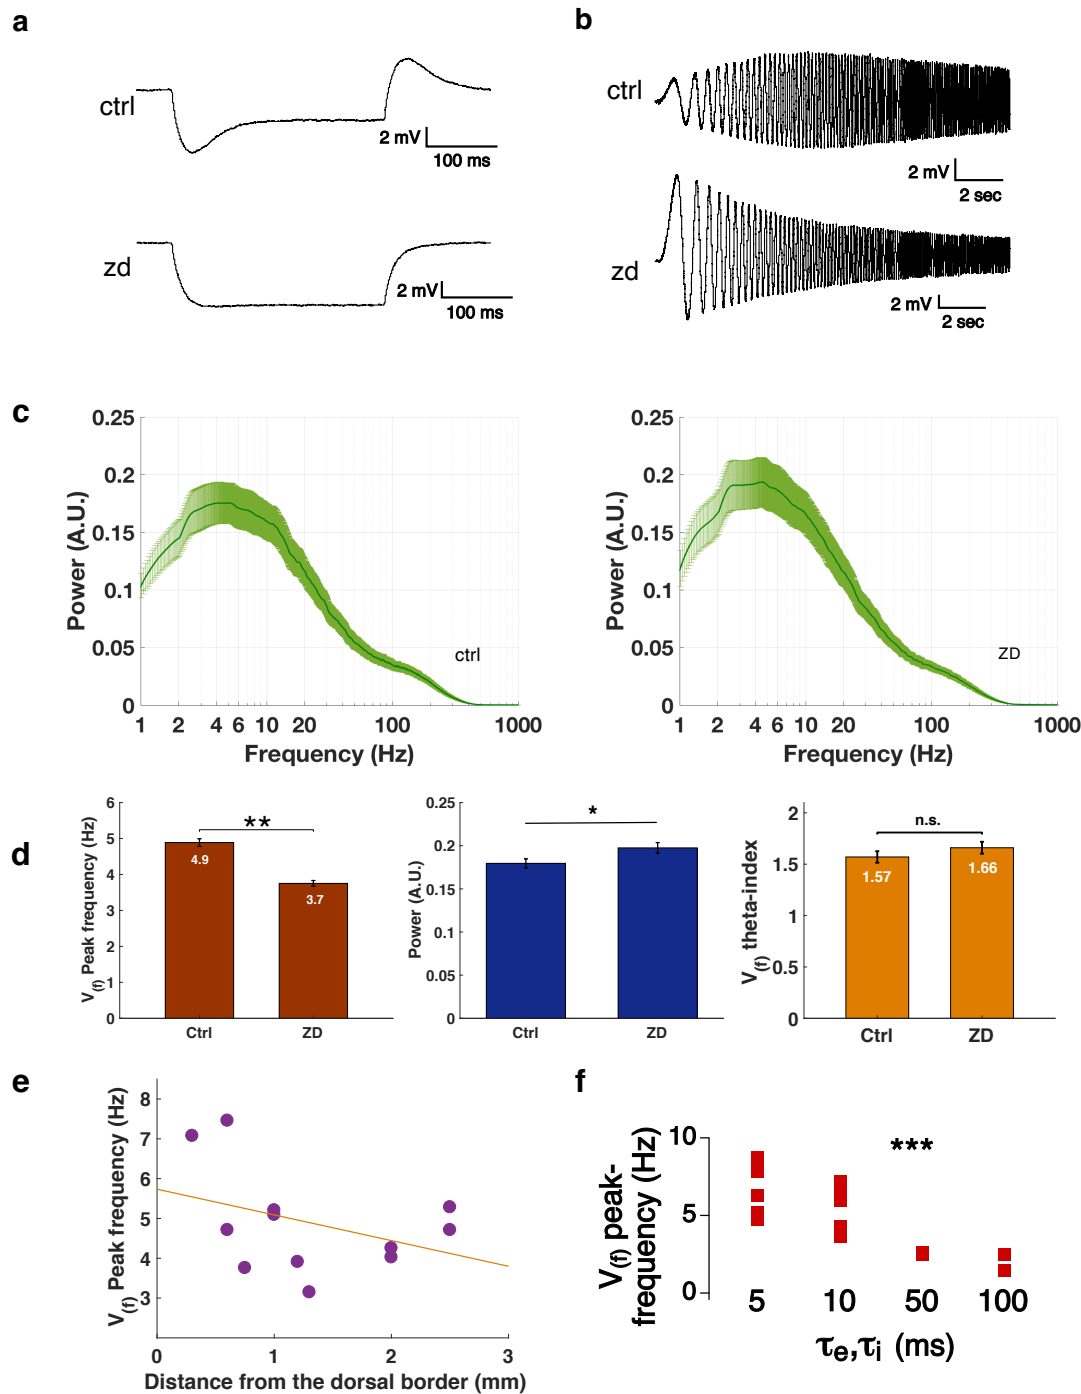 a
ctrl
2 mV
100 ms
zd
2 mV
100 ms
b
ctrl
2 mV
2 sec
zd
2 mV
2 sec
c
Power (A.U.)
0.25
0.2
0.15
0.1
0.05
0
ctrl
1 2 4 6 10 20 100 1000
Frequency (Hz)
Power (A.U.)
0.25
0.2
0.15
0.1
0.05
0
ZD
1 2 4 6 10 20 100 1000
Frequency (Hz)
d
V(f) Peak frequency (Hz)
6
5
4
3
2
1
0
**
4.9
3.7
Ctrl ZD
Power (A.U.)
0.25
0.2
0.15
0.1
0.05
0
*
Ctrl ZD
V(f) theta-index
2
1.5
1
0.5
0
n.s.
1.57
1.66
Ctrl ZD
e
V(f) Peak frequency (Hz)
8
7
6
5
4
3
0 1 2 3
Distance from the dorsal border (mm)
f
V(f) peak-
frequency (Hz)
10
5
0
***
5 10 50 100
τe,τi (ms)